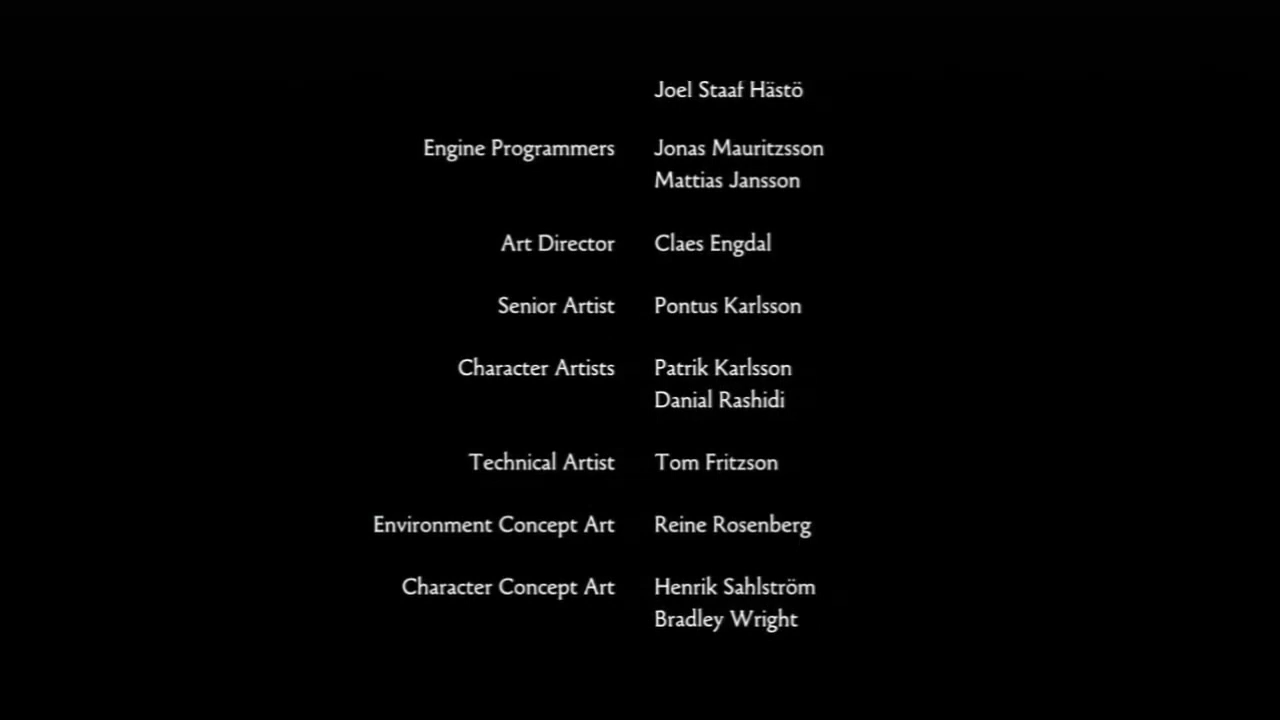 Joel Staaf Hästö
Engine Programmers Jonas Mauritzsson
Mattias Jansson
Art Director Claes Engdal
Senior Artist Pontus Karlsson
Character Artists Patrik Karlsson
Danial Rashidi
Technical Artist Tom Fritzson
Environment Concept Art Reine Rosenberg
Character Concept Art Henrik Sahlström
Bradley Wright